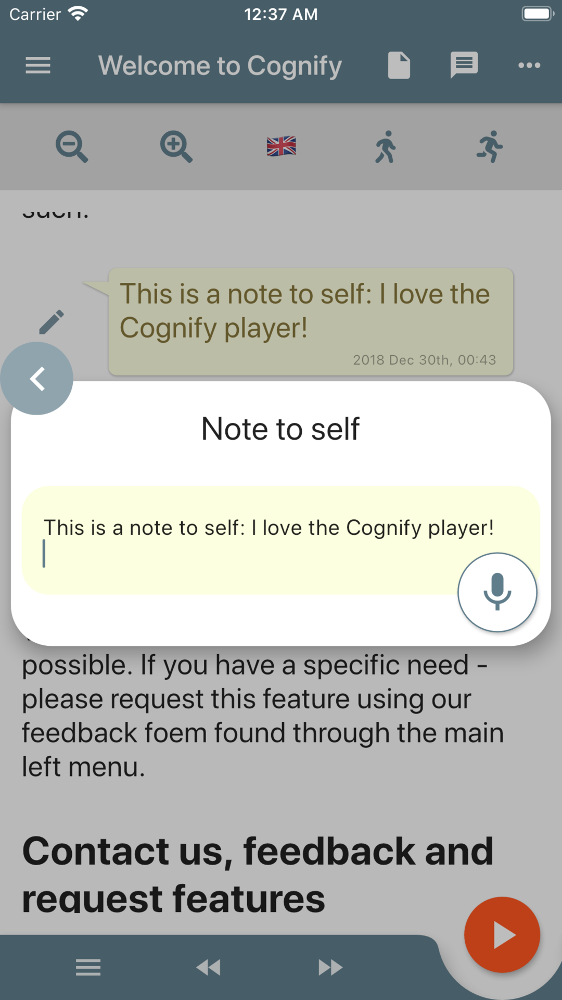 Carrier 12:37 AM
Welcome to Cognify
such.
This is a note to self: I love the
Cognify player!
2018 Dec 30th, 00:43
Note to self
This is a note to self: I love the Cognify player!
possible. If you have a specific need -
please request this feature using our
feedback foem found through the main
left menu.
Contact us, feedback and
request features